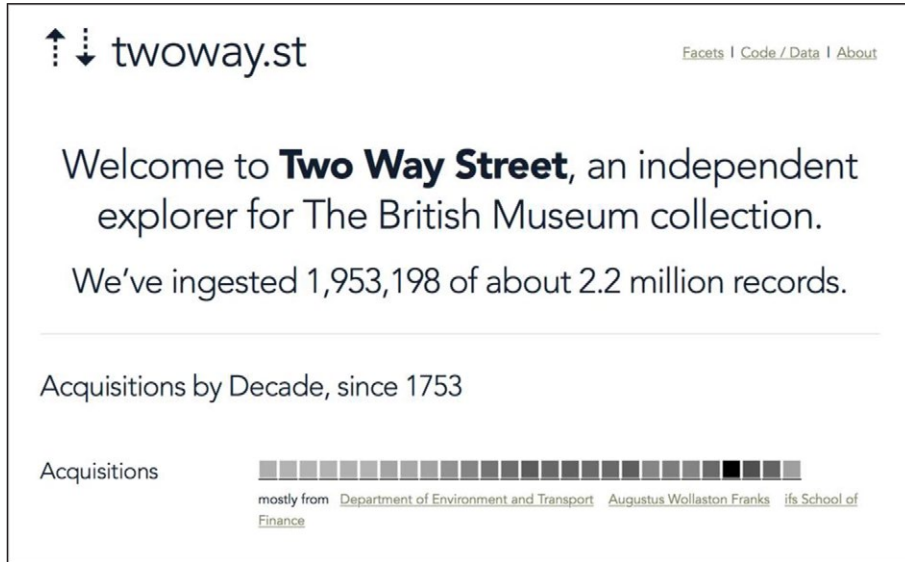 twoway.st
Facets | Code / Data | About
Welcome to Two Way Street, an independent
explorer for The British Museum collection.
We've ingested 1,953,198 of about 2.2 million records.
Acquisitions by Decade, since 1753
Acquisitions
mostly from Department of Environment and Transport Augustus Wollaston Franks ifs School of
Finance